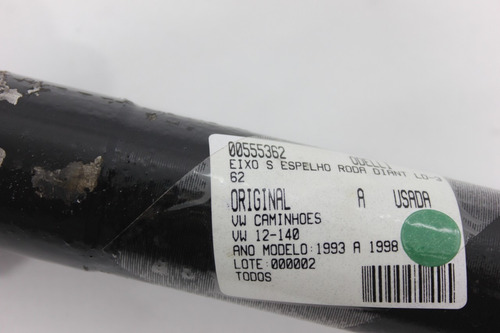 00555362
EIXO S ESPELHO RODA DIANT LD-3
62
ORIGINAL A USADA
VW CAMINHOES
VW 12-140
ANO MODELO:1993 A 1998
LOTE:000002
TODOS